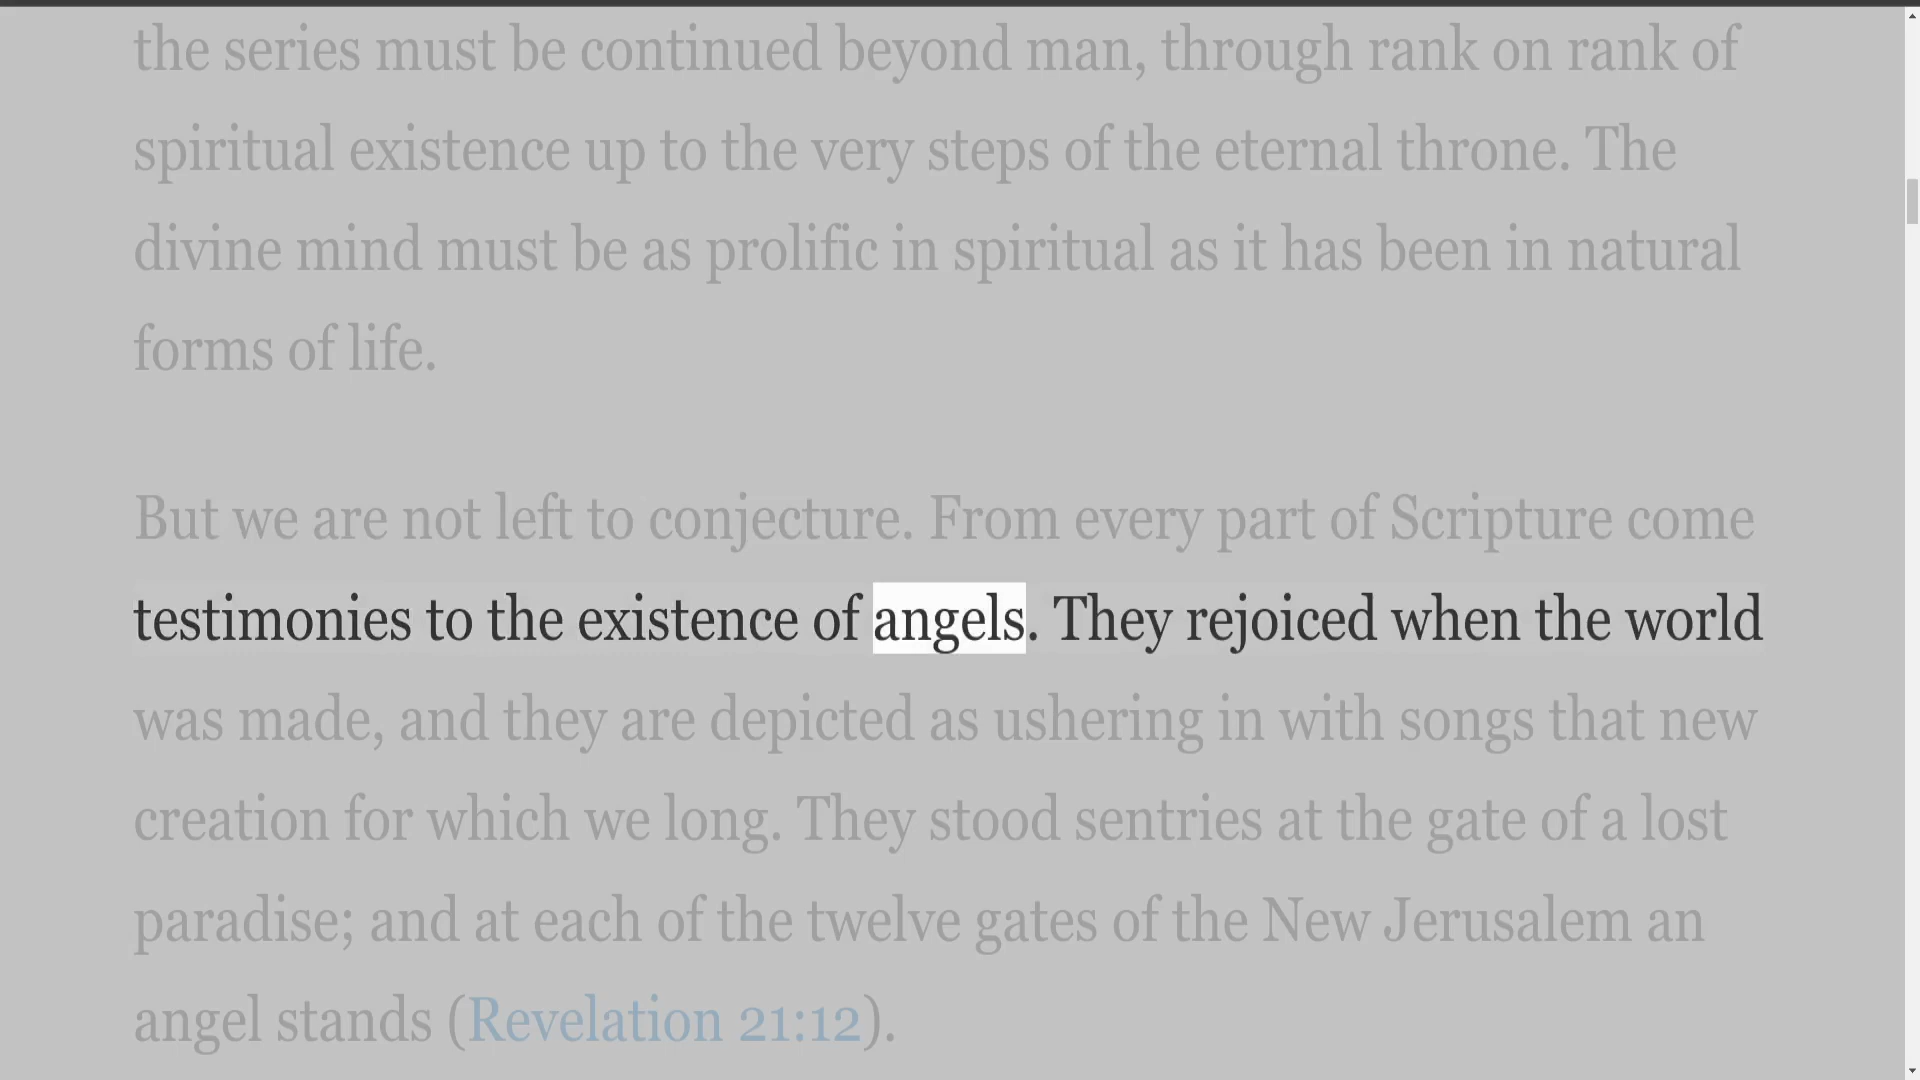 the series must be continued beyond man, through rank on rank of
spiritual existence up to the very steps of the eternal throne. The
divine mind must be as prolific in spiritual as it has been in natural
forms of life.
But we are not left to conjecture. From every part of Scripture come
testimonies to the existence of angels. They rejoiced when the world
was made, and they are depicted as ushering in with songs that new
creation for which we long. They stood sentries at the gate of a lost
paradise; and at each of the twelve gates of the New Jerusalem an
angel stands (Revelation 21:12).